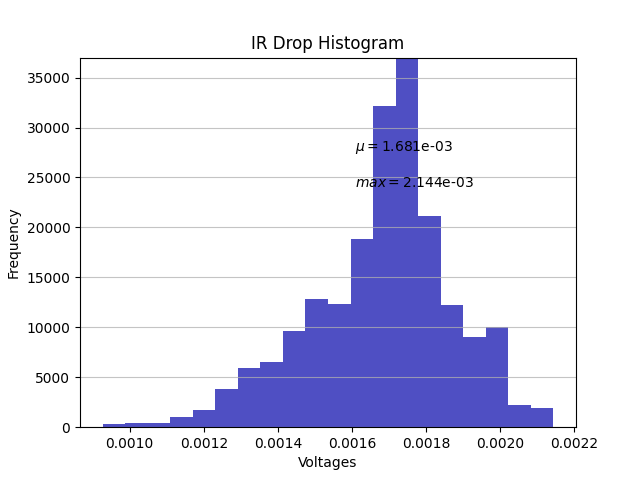 IR Drop Histogram
35000
30000
25000
20000
15000
10000
5000
0
Frequency
μ = 1.681e-03
max = 2.144e-03
0.0010 0.0012 0.0014 0.0016 0.0018 0.0020 0.0022
Voltages